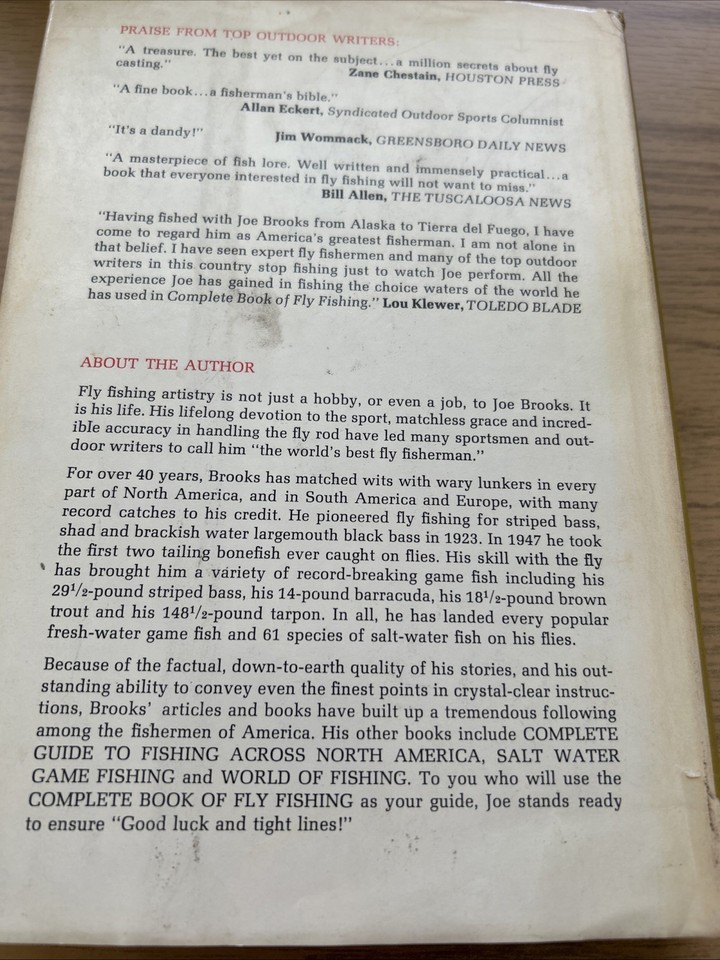 PRAISE FROM TOP OUTDOOR WRITERS:
"A treasure. The best yet on the subject...a million secrets about fly
casting."
Zane Chestain, HOUSTON PRESS
"A fine book...a fisherman's bible."
Allan Eckert, Syndicated Outdoor Sports Columnist
"It's a dandy!"
Jim Wommack, GREENSBORO DAILY NEWS
"A masterpiece of fish lore. Well written and immensely practical...a
book that everyone interested in fly fishing will not want to miss."
Bill Allen, THE TUSCALOOSA NEWS
"Having fished with Joe Brooks from Alaska to Tierra del Fuego, I have
come to regard him as America's greatest fisherman. I am not alone in
that belief. I have seen expert fly fishermen and many of the top outdoor
writers in this country stop fishing just to watch Joe perform. All the
experience Joe has gained in fishing the choice waters of the world he
has used in Complete Book of Fly Fishing." Lou Klewer, TOLEDO BLADE
ABOUT THE AUTHOR
Fly fishing artistry is not just a hobby, or even a job, to Joe Brooks. It
is his life. His lifelong devotion to the sport, matchless grace and incred-
ible accuracy in handling the fly rod have led many sportsmen and out-
door writers to call him "the world's best fly fisherman."
For over 40 years, Brooks has matched wits with wary lunkers in every
part of North America, and in South America and Europe, with many
record catches to his credit. He pioneered fly fishing for striped bass,
shad and brackish water largemouth black bass in 1923. In 1947 he took
the first two tailing bonefish ever caught on flies. His skill with the fly
has brought him a variety of record-breaking game fish including his
29½-pound striped bass, his 14-pound barracuda, his 18½-pound brown
trout and his 148½-pound tarpon. In all, he has landed every popular
fresh-water game fish and 61 species of salt-water fish on his flies.
Because of the factual, down-to-earth quality of his stories, and his out-
standing ability to convey even the finest points in crystal-clear instruc-
tions, Brooks' articles and books have built up a tremendous following
among the fishermen of America. His other books include COMPLETE
GUIDE TO FISHING ACROSS NORTH AMERICA, SALT WATER
GAME FISHING and WORLD OF FISHING. To you who will use the
COMPLETE BOOK OF FLY FISHING as your guide, Joe stands ready
to ensure "Good luck and tight lines!"